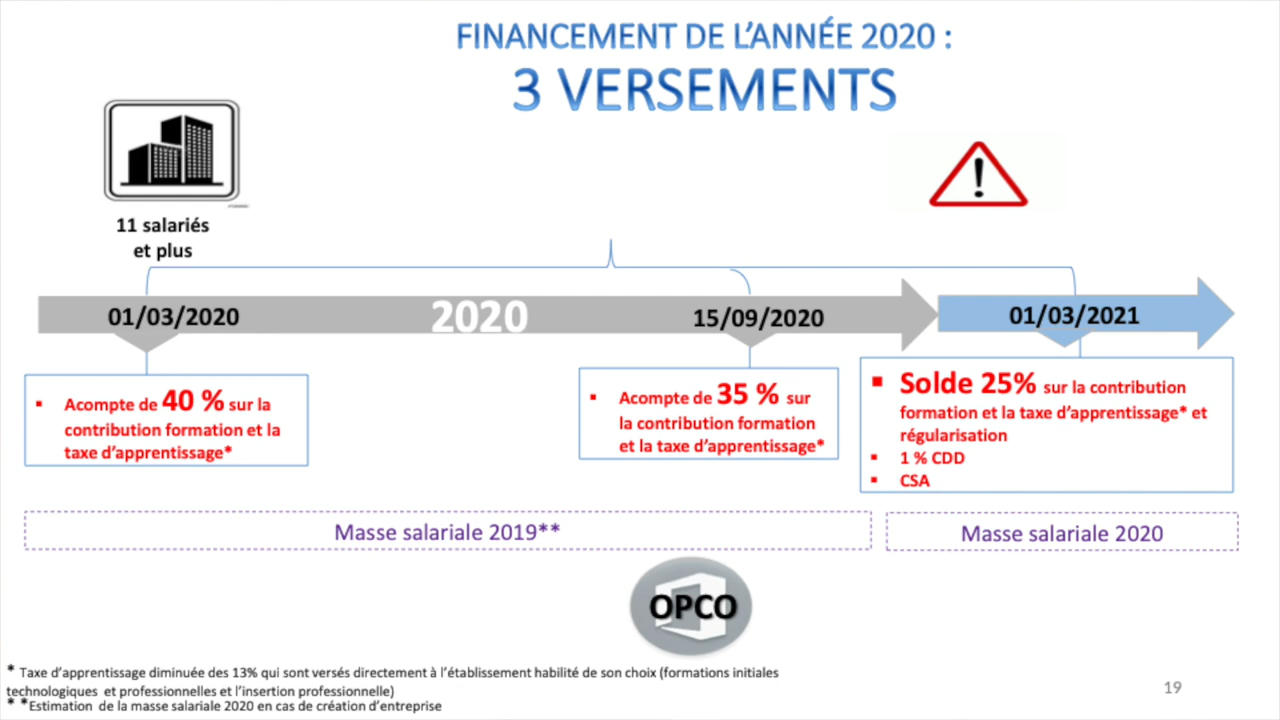 FINANCEMENT DE L'ANNÉE 2020 :
3 VERSEMENTS
11 salariés
et plus
01/03/2020
2020
15/09/2020
01/03/2021
▪ Acompte de 40 % sur la
contribution formation et la
taxe d'apprentissage*
▪ Acompte de 35 % sur
la contribution formation
et la taxe d'apprentissage*
▪ Solde 25% sur la contribution
formation et la taxe d'apprentissage* et
régularisation
▪ 1 % CDD
▪ CSA
Masse salariale 2019**
Masse salariale 2020
OPCO
* Taxe d'apprentissage diminuée des 13% qui sont versés directement à l'établissement habilité de son choix (formations initiales
technologiques et professionnelles et l'insertion professionnelle)
* *Estimation de la masse salariale 2020 en cas de création d'entreprise
19